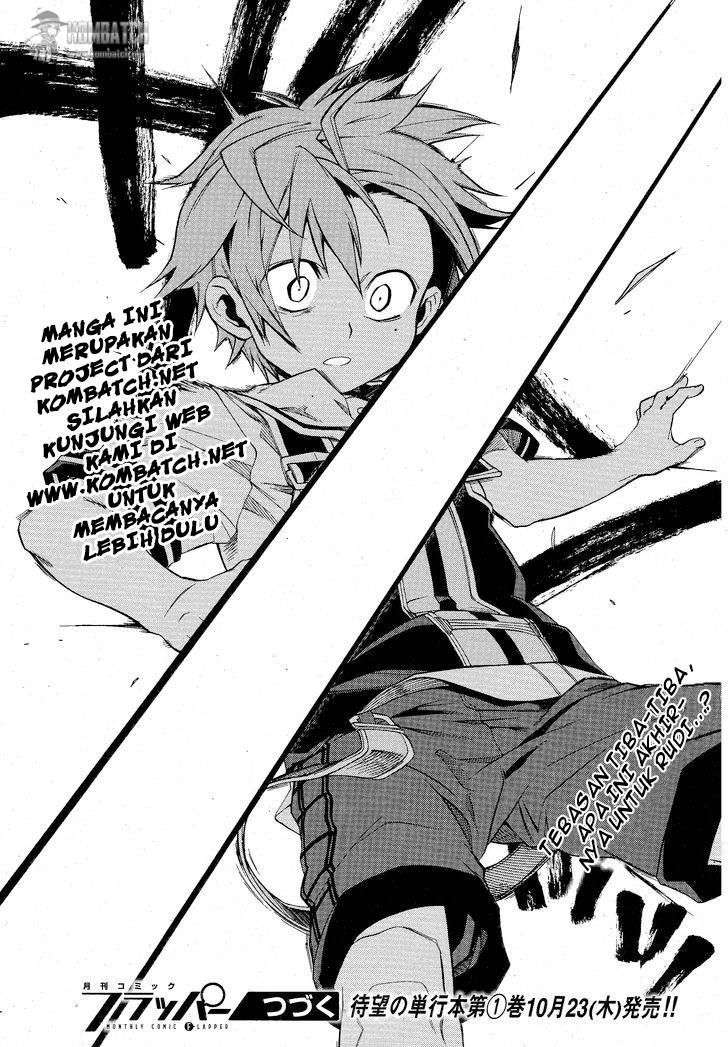 KOMBATCH
MANGA INI
MERUPAKAN
PROJECT DARI
KOMBATCH.NET
SILAHKAN
KUNJUNGI WEB
KAMI DI
WWW.KOMBATCH.NET
UNTUK
MEMBACANYA
LEBIH DULU
TEBASAN TIBA-TIBA,
APA INI AKHIR-
NYA UNTUK RUDI...?
月刊コミック
フラッパー
MONTHLY COMIC FLAPPER
つづく
待望の単行本第①巻10月23(木)発売!!